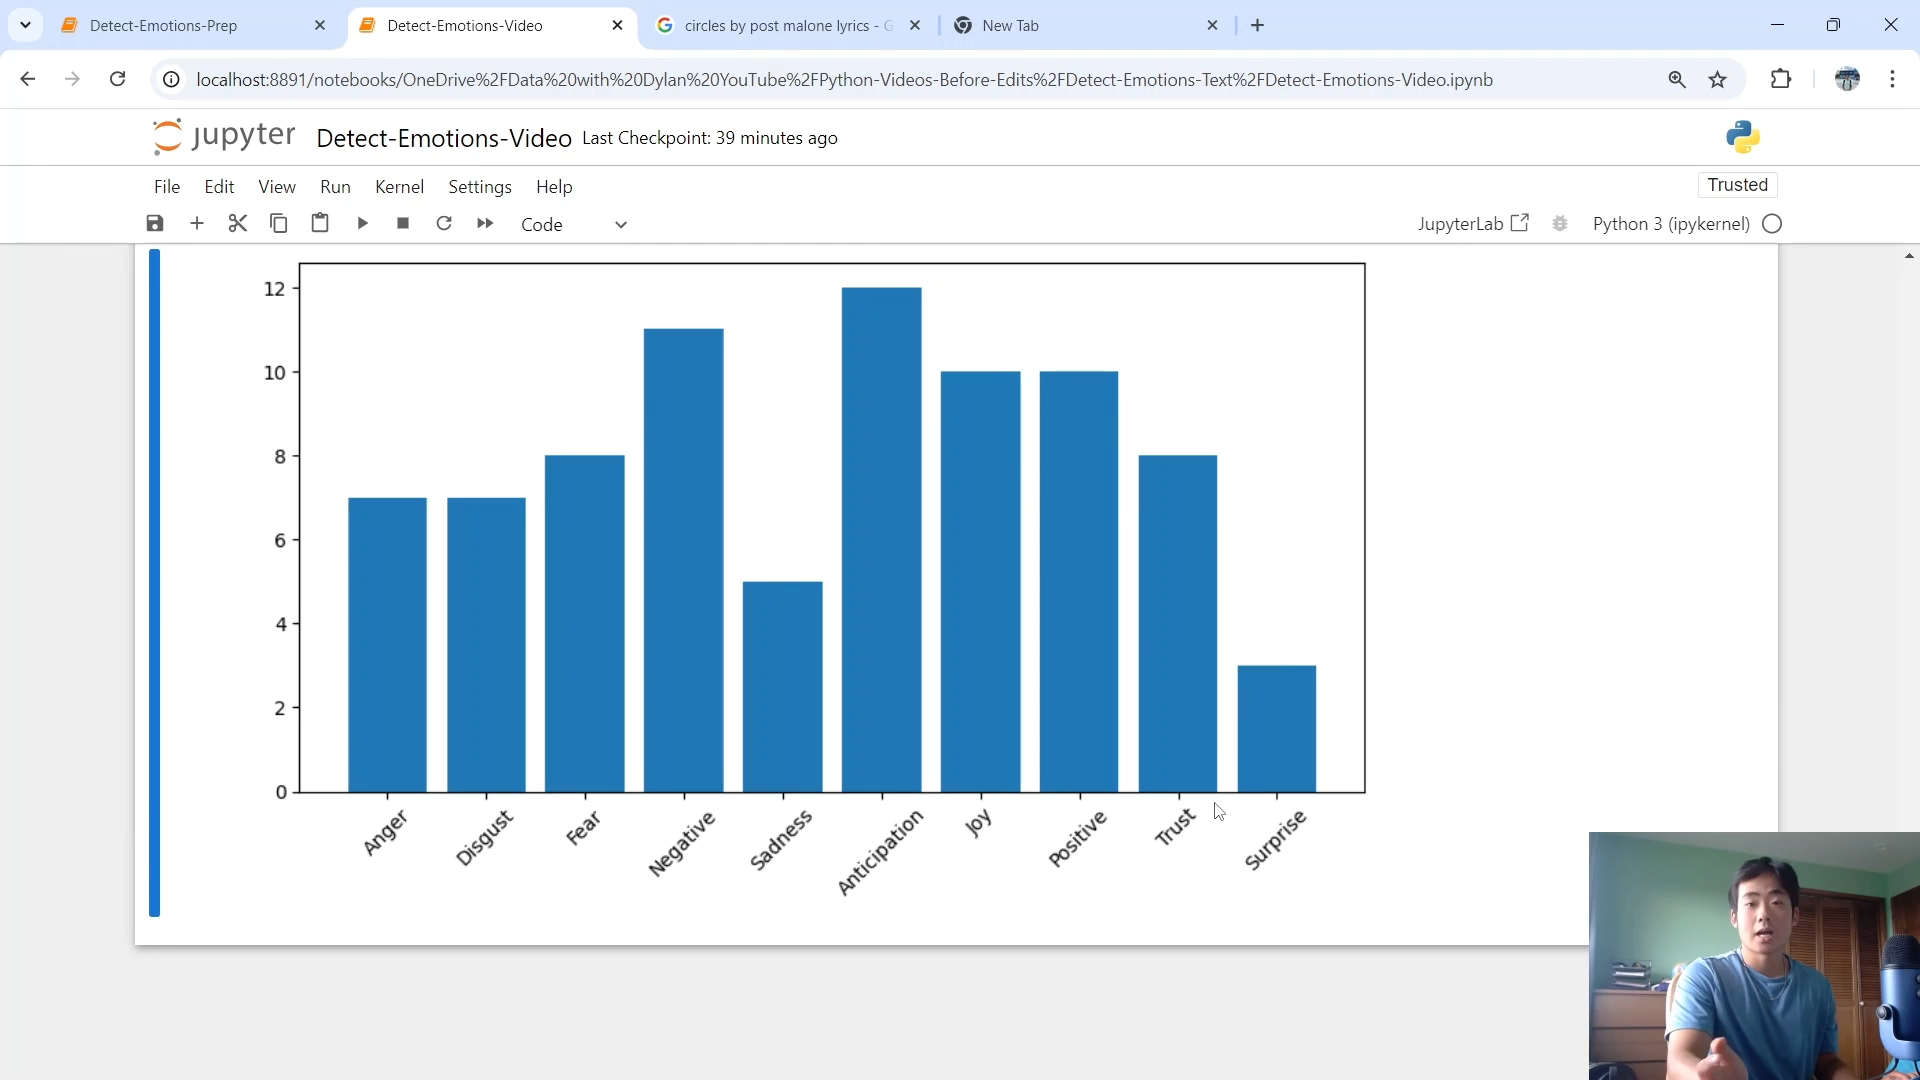 Detect-Emotions-Prep
Detect-Emotions-Video
circles by post malone lyrics - G
New Tab
localhost:8891/notebooks/OneDrive%2FData%20with%20Dylan%20YouTube%2FPython-Videos-Before-Edits%2FDetect-Emotions-Text%2FDetect-Emotions-Video.ipynb
jupyter Detect-Emotions-Video Last Checkpoint: 39 minutes ago
File Edit View Run Kernel Settings Help
Trusted
Code
JupyterLab
Python 3 (ipykernel)
12
10
8
6
4
2
0
Anger
Disgust
Fear
Negative
Sadness
Anticipation
Joy
Positive
Trust
Surprise